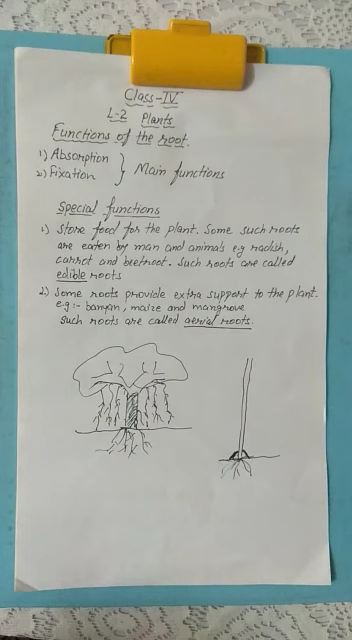 Class-IV
L-2 Plants
Functions of the root.
1) Absorption
2) Fixation } Main functions
Special functions
1) Store food for the plant. Some such roots
are eaten by man and animals e.g radish,
carrot and beetroot. Such roots are called
edible roots
2) Some roots provide extra support to the plant.
e.g:- banyan, maize and mangrove
such roots are called aerial roots.